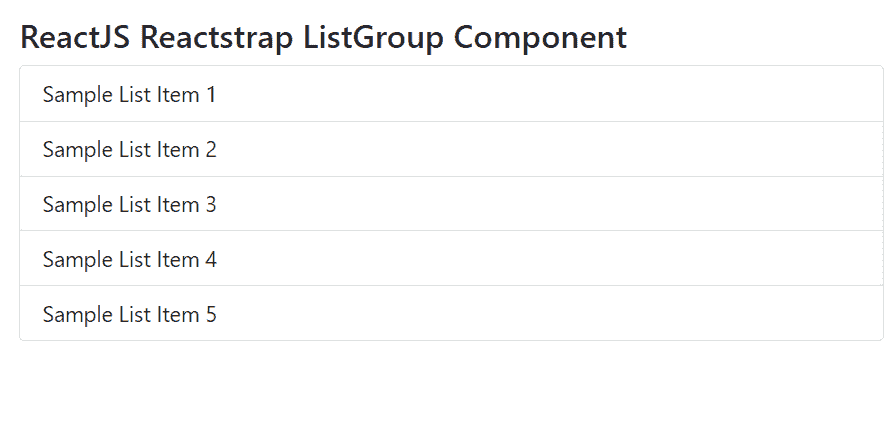 ReactJS Reactstrap ListGroup Component
Sample List Item 1
Sample List Item 2
Sample List Item 3
Sample List Item 4
Sample List Item 5